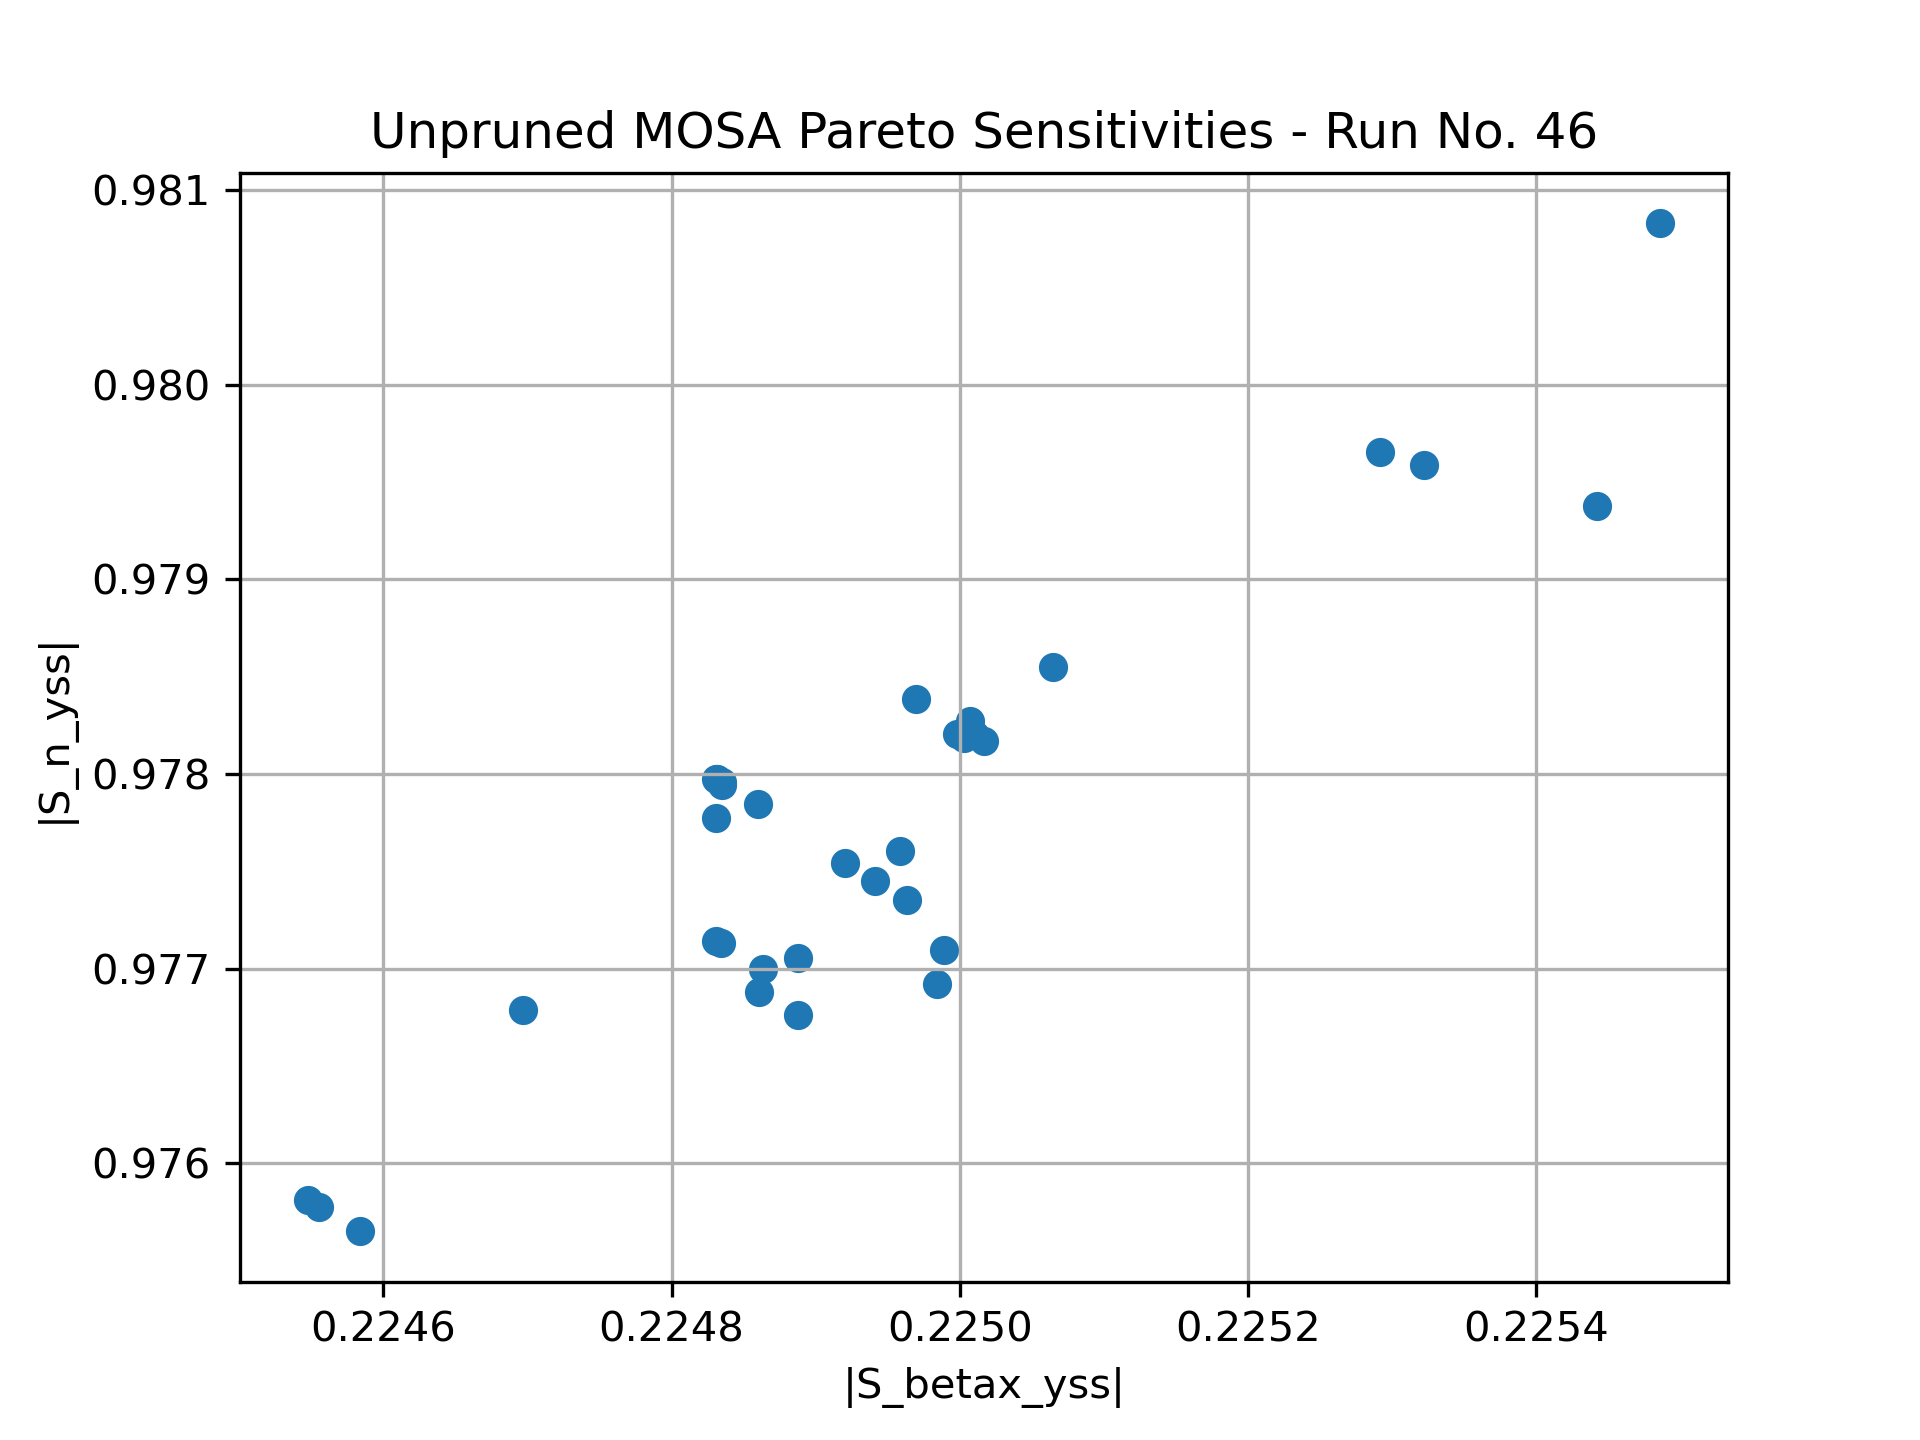 Unpruned MOSA Pareto Sensitivities - Run No. 46
0.981
0.980
0.979
0.978
0.977
0.976
|S_n_yss|
0.2246 0.2248 0.2250 0.2252 0.2254
|S_betax_yss|